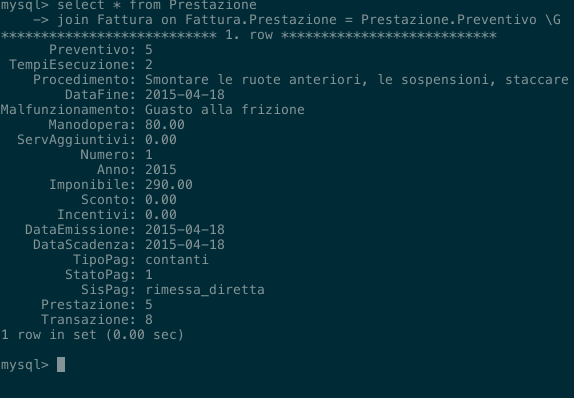 mysql> select * from Prestazione
    -> join Fattura on Fattura.Prestazione = Prestazione.Preventivo \G
*************************** 1. row ***************************
      Preventivo: 5
 TempiEsecuzione: 2
    Procedimento: Smontare le ruote anteriori, le sospensioni, staccare
        DataFine: 2015-04-18
Malfunzionamento: Guasto alla frizione
      Manodopera: 80.00
  ServAggiuntivi: 0.00
          Numero: 1
            Anno: 2015
      Imponibile: 290.00
          Sconto: 0.00
       Incentivi: 0.00
   DataEmissione: 2015-04-18
    DataScadenza: 2015-04-18
         TipoPag: contanti
        StatoPag: 1
          SisPag: rimessa_diretta
     Prestazione: 5
     Transazione: 8
1 row in set (0.00 sec)
mysql>